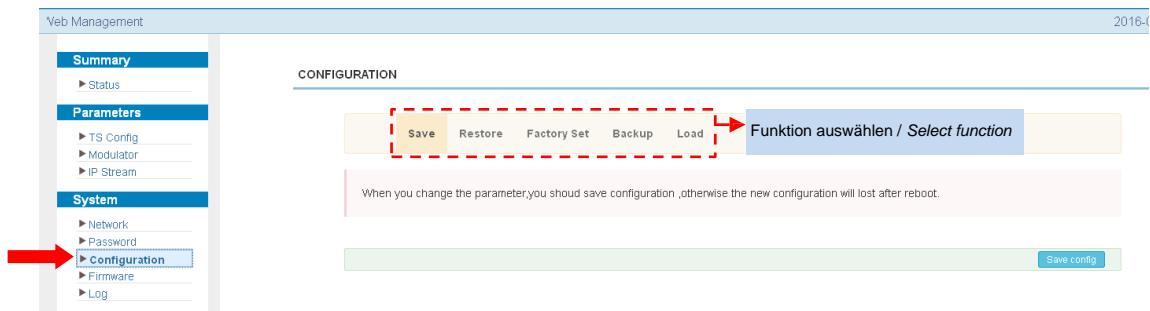 Web Management
2016-0
Summary
Status
Parameters
TS Config
Modulator
IP Stream
System
Network
Password
Configuration
Firmware
Log
CONFIGURATION
Save Restore Factory Set Backup Load
Funktion auswählen / Select function
When you change the parameter,you shoud save configuration ,otherwise the new configuration will lost after reboot.
Save config